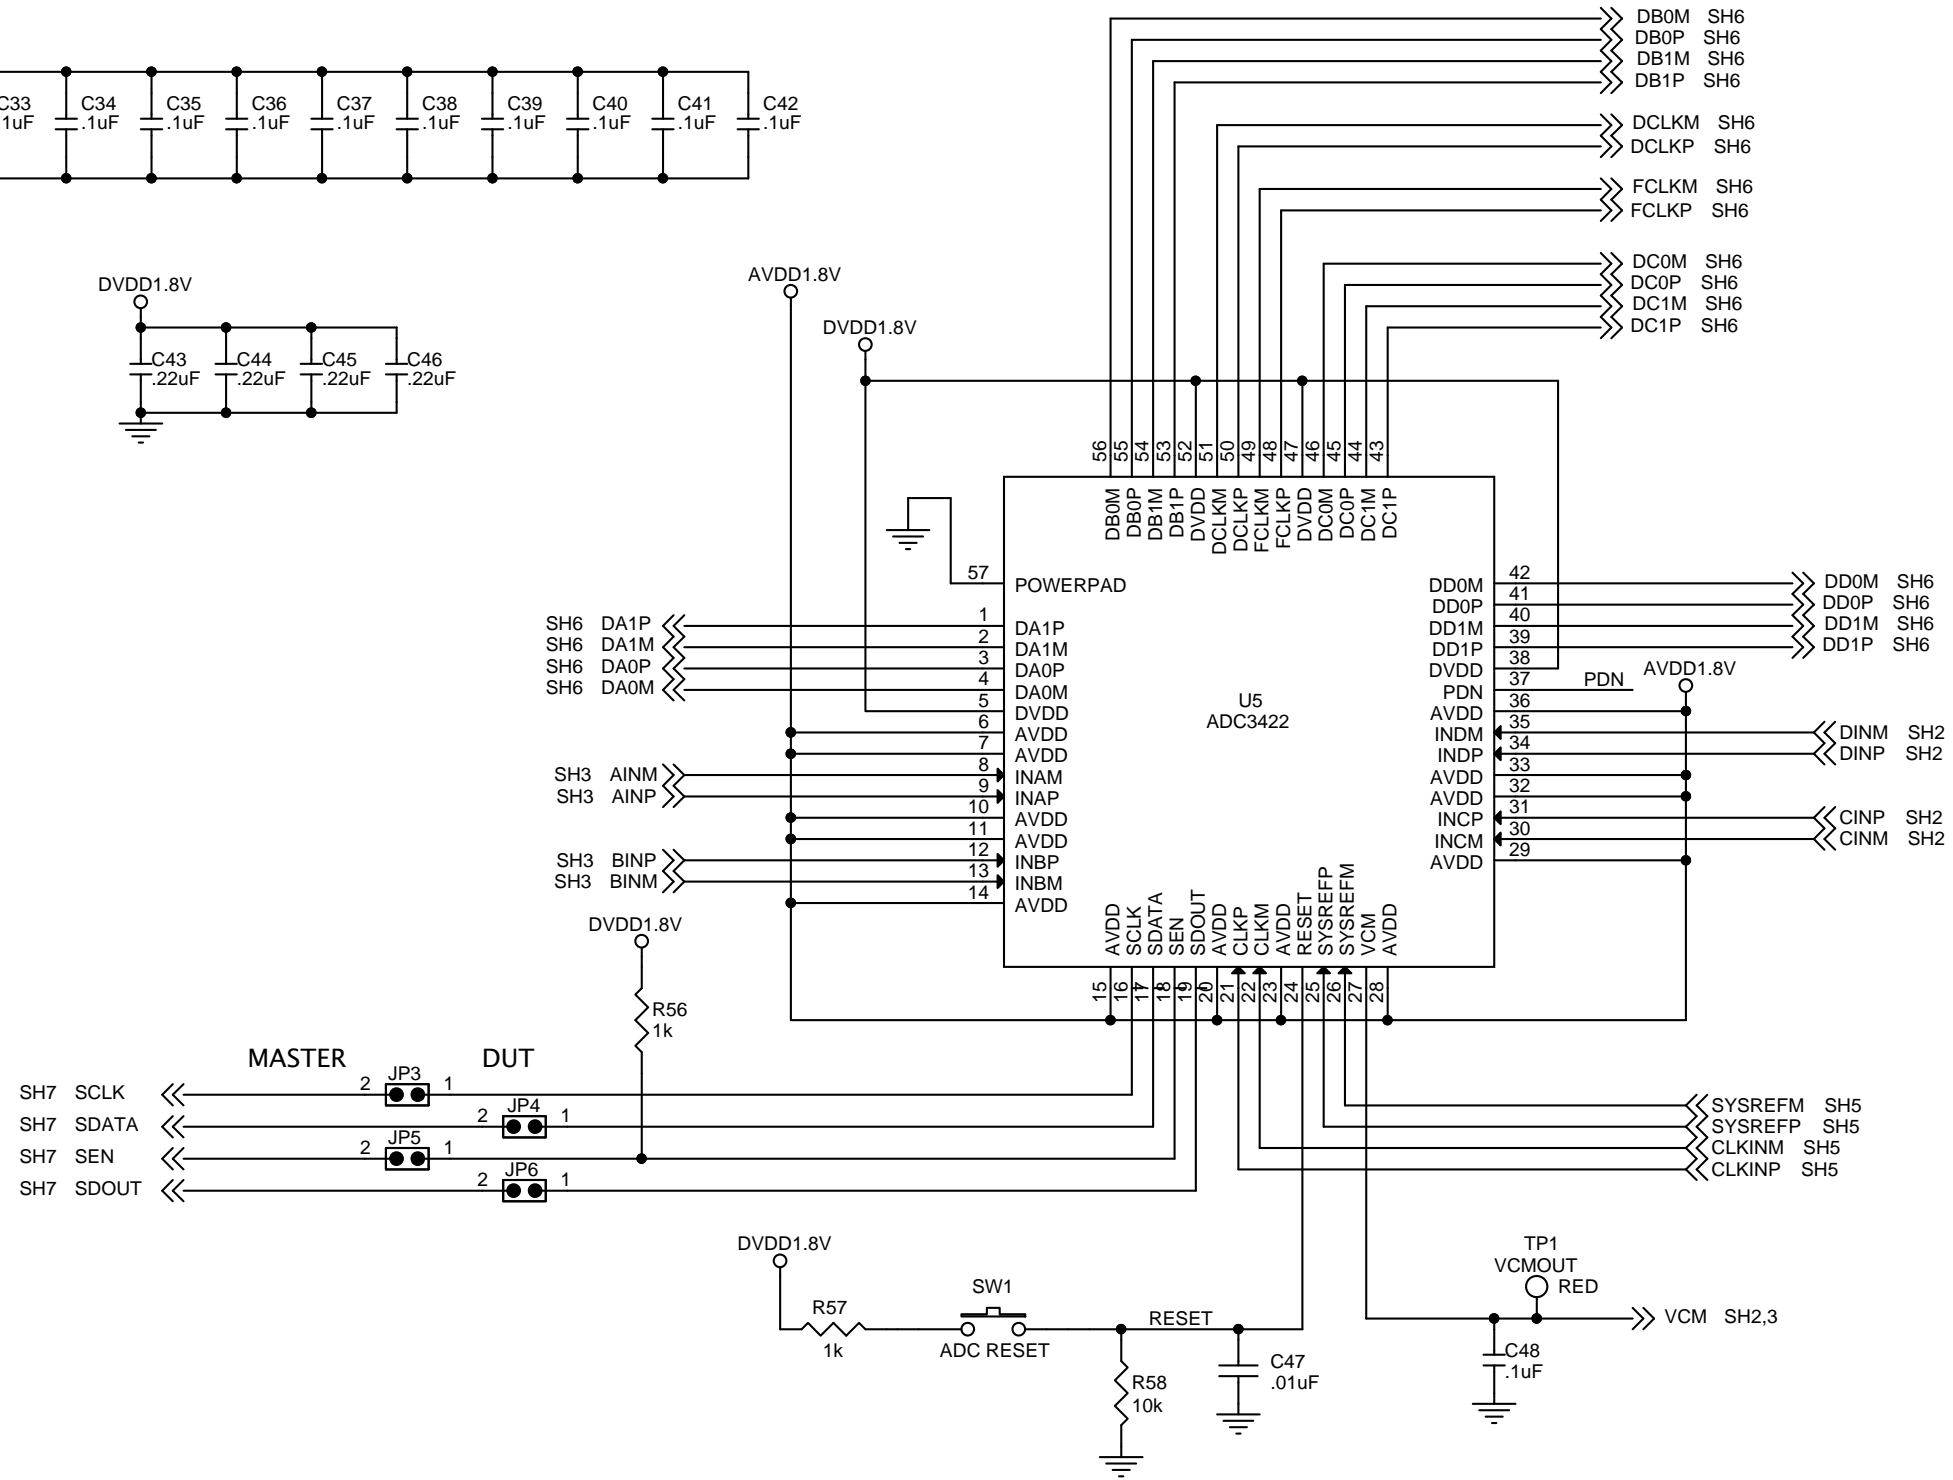 DB0M SH6
DB0P SH6
DB1M SH6
DB1P SH6
DCLKM SH6
DCLKP SH6
FCLKM SH6
FCLKP SH6
DC0M SH6
DC0P SH6
DC1M SH6
DC1P SH6
C33 C34 C35 C36 C37 C38 C39 C40 C41 C42
1uF .1uF .1uF .1uF .1uF .1uF .1uF .1uF .1uF .1uF
DVDD1.8V
C43 C44 C45 C46
.22uF .22uF .22uF .22uF
AVDD1.8V
DVDD1.8V
56 55 54 53 52 51 50 49 48 47 46 45 44 43
DB0M DB0P DB1M DB1P DVDD DCLKM DCLKP FCLKM FCLKP DVDD DC0M DC0P DC1M DC1P
57 POWERPAD
SH6 DA1P 1 DA1P
SH6 DA1M 2 DA1M
SH6 DA0P 3 DA0P
SH6 DA0M 4 DA0M
5 DVDD
6 AVDD
7 AVDD
SH3 AINM 8 INAM
SH3 AINP 9 INAP
10 AVDD
11 AVDD
SH3 BINP 12 INBP
SH3 BINM 13 INBM
14 AVDD
U5
ADC3422
DD0M 42 DD0M SH6
DD0P 41 DD0P SH6
DD1M 40 DD1M SH6
DD1P 39 DD1P SH6
DVDD 38
PDN 37 PDN
AVDD1.8V
AVDD 36
INDM 35 DINM SH2
INDP 34 DINP SH2
AVDD 33
AVDD 32
INCP 31 CINP SH2
INCM 30 CINM SH2
AVDD 29
AVDD SCLK SDATA SEN SDOUT AVDD CLKP CLKM AVDD RESET SYSREFP SYSREFM VCM AVDD
15 16 17 18 19 20 21 22 23 24 25 26 27 28
DVDD1.8V
R56
1k
MASTER DUT
SH7 SCLK 2 JP3 1
SH7 SDATA 2 JP4 1
SH7 SEN 2 JP5 1
SH7 SDOUT 2 JP6 1
SYSREFM SH5
SYSREFP SH5
CLKINM SH5
CLKINP SH5
DVDD1.8V
R57
1k
SW1
ADC RESET
RESET
R58
10k
C47
.01uF
TP1
VCMOUT
RED
VCM SH2,3
C48
.1uF